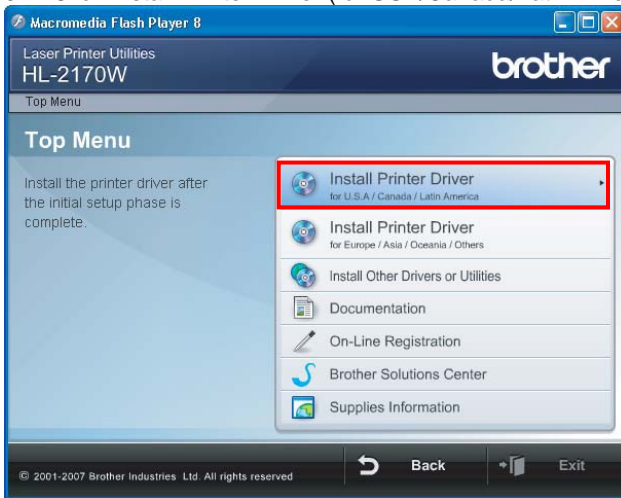 Macromedia Flash Player 8
Laser Printer Utilities
HL-2170W
brother
Top Menu
Top Menu
Install the printer driver after
the initial setup phase is
complete.
Install Printer Driver
for U.S.A / Canada / Latin America
Install Printer Driver
for Europe / Asia / Oceania / Others
Install Other Drivers or Utilities
Documentation
On-Line Registration
Brother Solutions Center
Supplies Information
© 2001-2007 Brother Industries Ltd. All rights reserved
Back
Exit